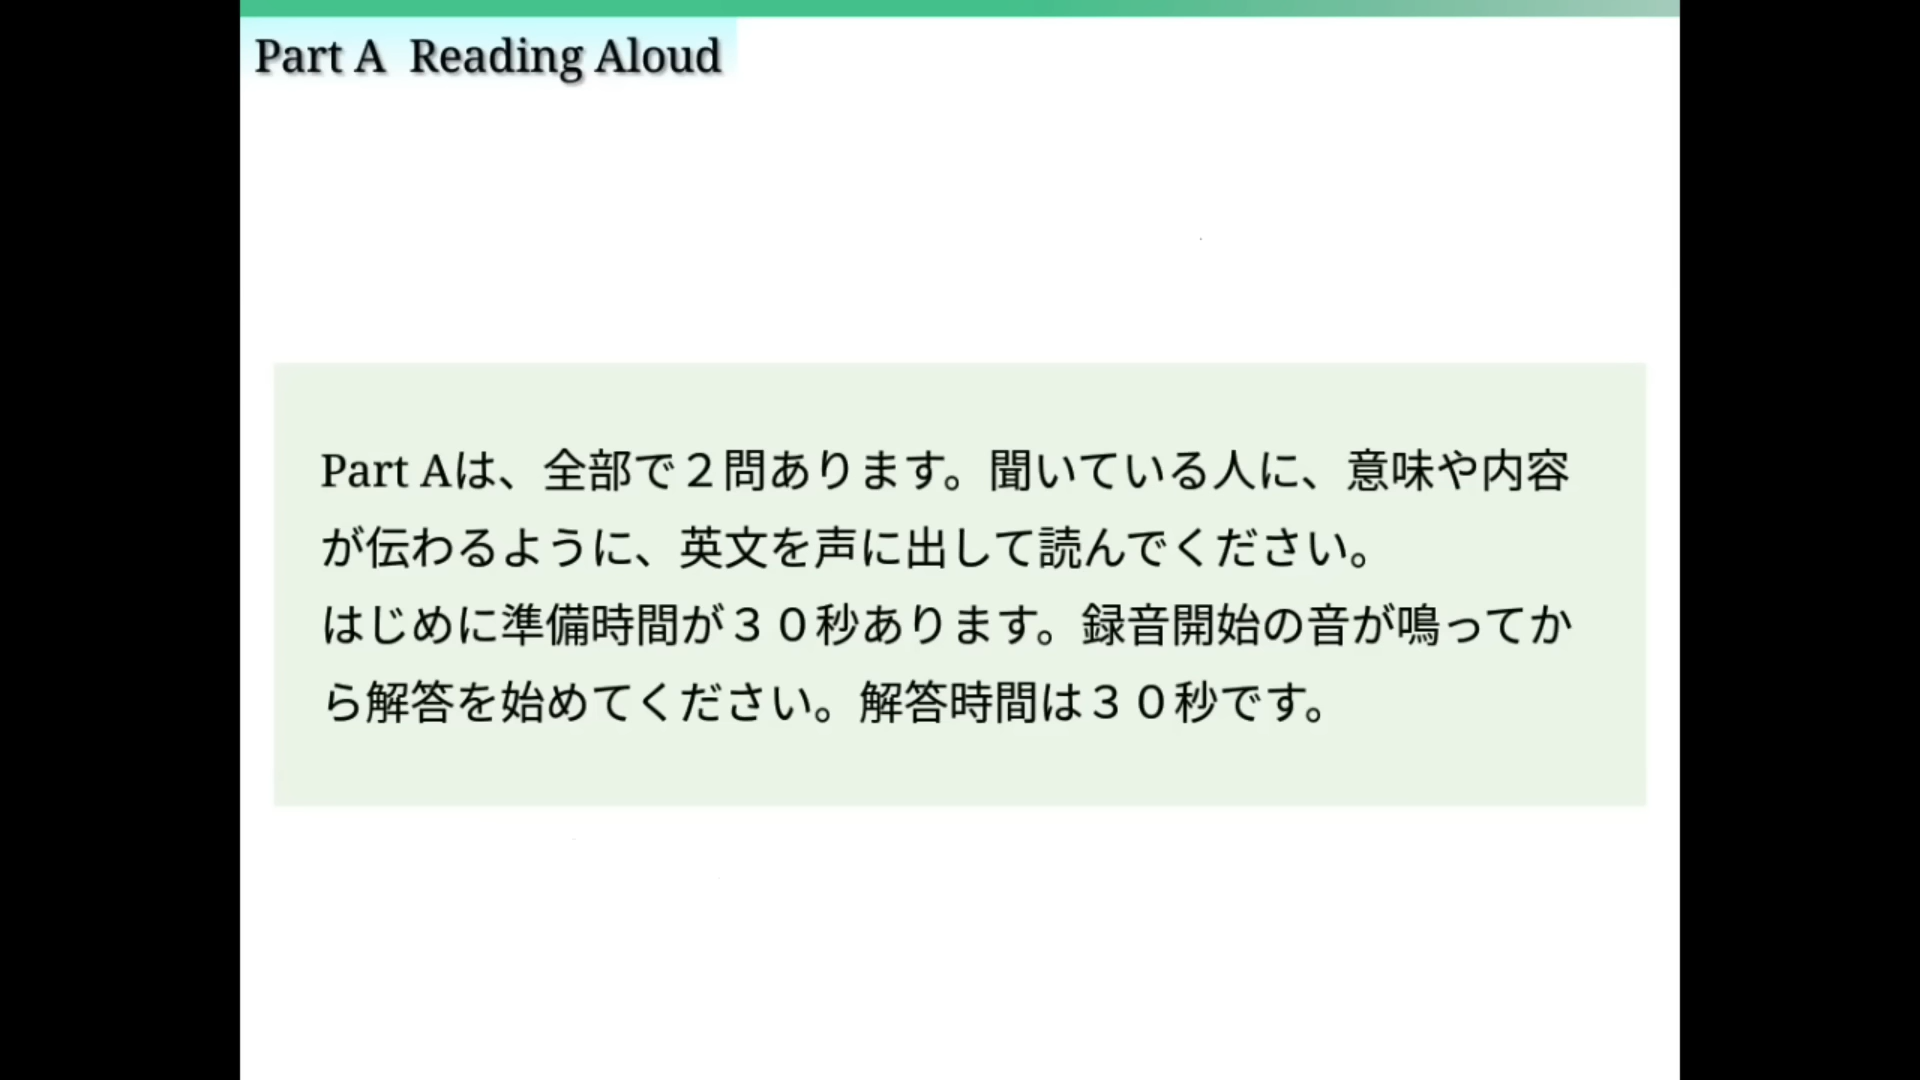 Part A  Reading Aloud
Part Aは、全部で２問あります。聞いている人に、意味や内容
が伝わるように、英文を声に出して読んでください。
はじめに準備時間が３０秒あります。録音開始の音が鳴ってか
ら解答を始めてください。解答時間は３０秒です。